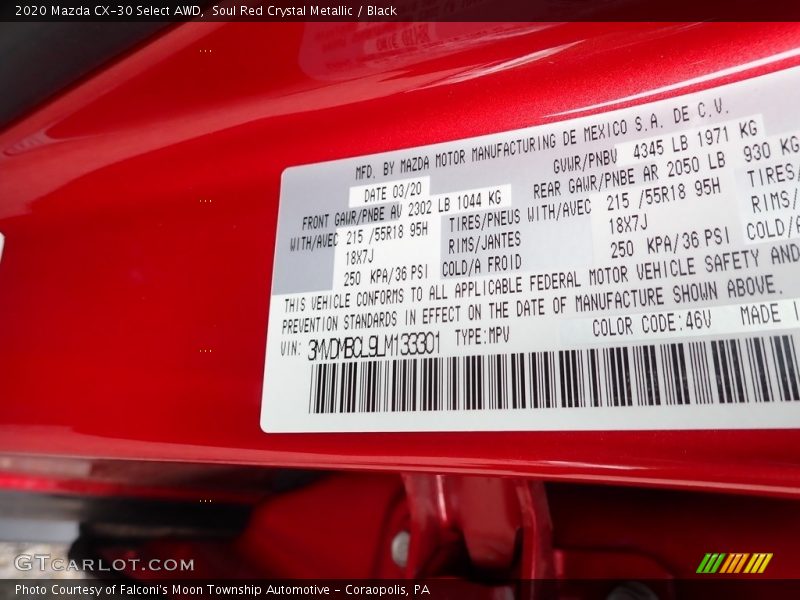 2020 Mazda CX-30 Select AWD,  Soul Red Crystal Metallic / Black
MFD. BY MAZDA MOTOR MANUFACTURING DE MEXICO S.A. DE C.V.
DATE 03/20 GVWR/PNBV 4345 LB 1971 KG
FRONT GAWR/PNBE AV 2302 LB 1044 KG REAR GAWR/PNBE AR 2050 LB 930 KG
WITH/AVEC 215 /55R18 95H TIRES/PNEUS WITH/AVEC 215 /55R18 95H TIRES/
18X7J RIMS/JANTES 18X7J RIMS/
250 KPA/36 PSI COLD/A FROID 250 KPA/36 PSI COLD/A
THIS VEHICLE CONFORMS TO ALL APPLICABLE FEDERAL MOTOR VEHICLE SAFETY AND
PREVENTION STANDARDS IN EFFECT ON THE DATE OF MANUFACTURE SHOWN ABOVE.
VIN: 3MVDMBCL9LM133301 TYPE:MPV COLOR CODE:46V MADE I
GTCARLOT.COM
Photo Courtesy of Falconi's Moon Township Automotive - Coraopolis, PA